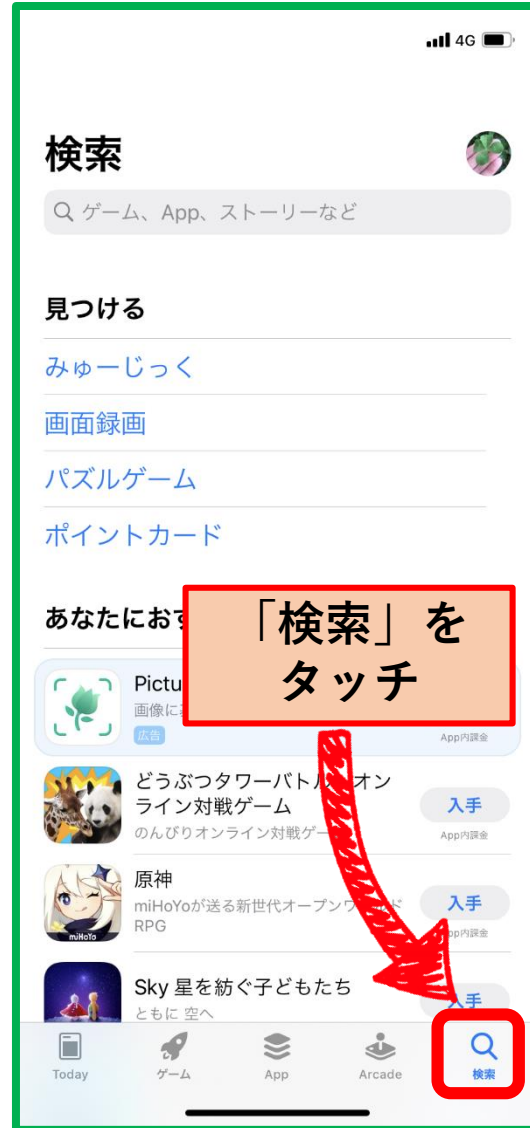 4G
検索
ゲーム、App、ストーリーなど
見つける
みゅーじっく
画面録画
パズルゲーム
ポイントカード
あなたにお
「検索」を
タッチ
Pictu
画像に
広告
App内課金
どうぶつタワーバトル オン
ライン対戦ゲーム
のんびりオンライン対戦ゲー
入手
App内課金
原神
miHoYoが送る新世代オープンワ ド
RPG
入手
pp内課金
miHoYo
Sky 星を紡ぐ子どもたち
ともに 空へ
入手
Today
ゲーム
App
Arcade
検索